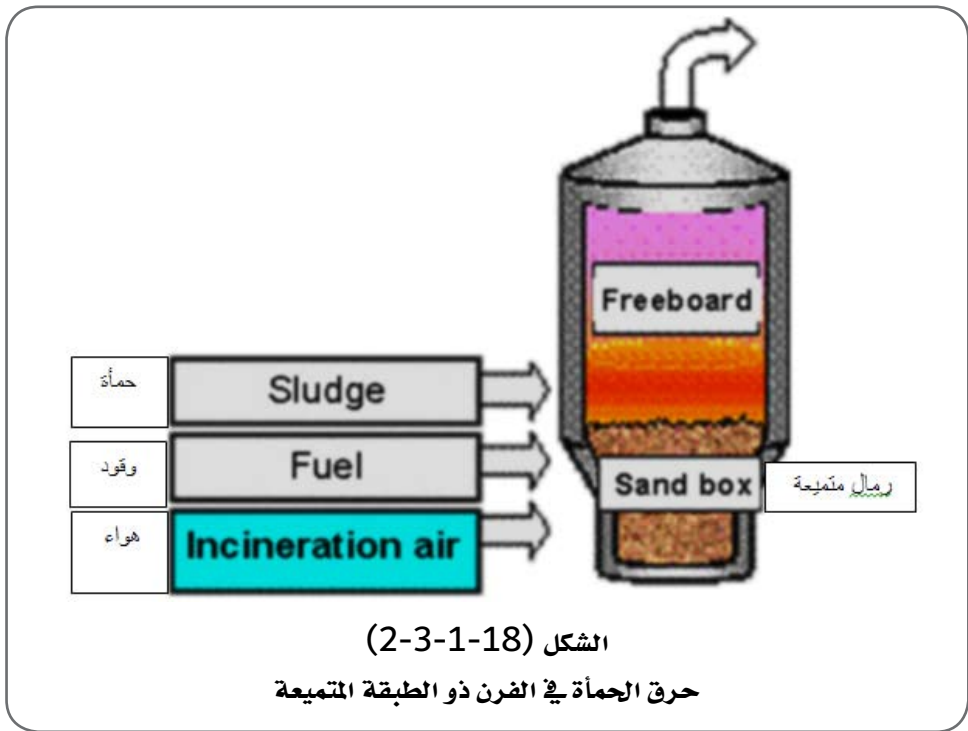 Freeboard
حمأة
Sludge
وقود
Fuel
Sand box
رمال متميعة
هواء
Incineration air
الشكل (18-1-3-2)
حرق الحمأة في الفرن ذو الطبقة المتميعة